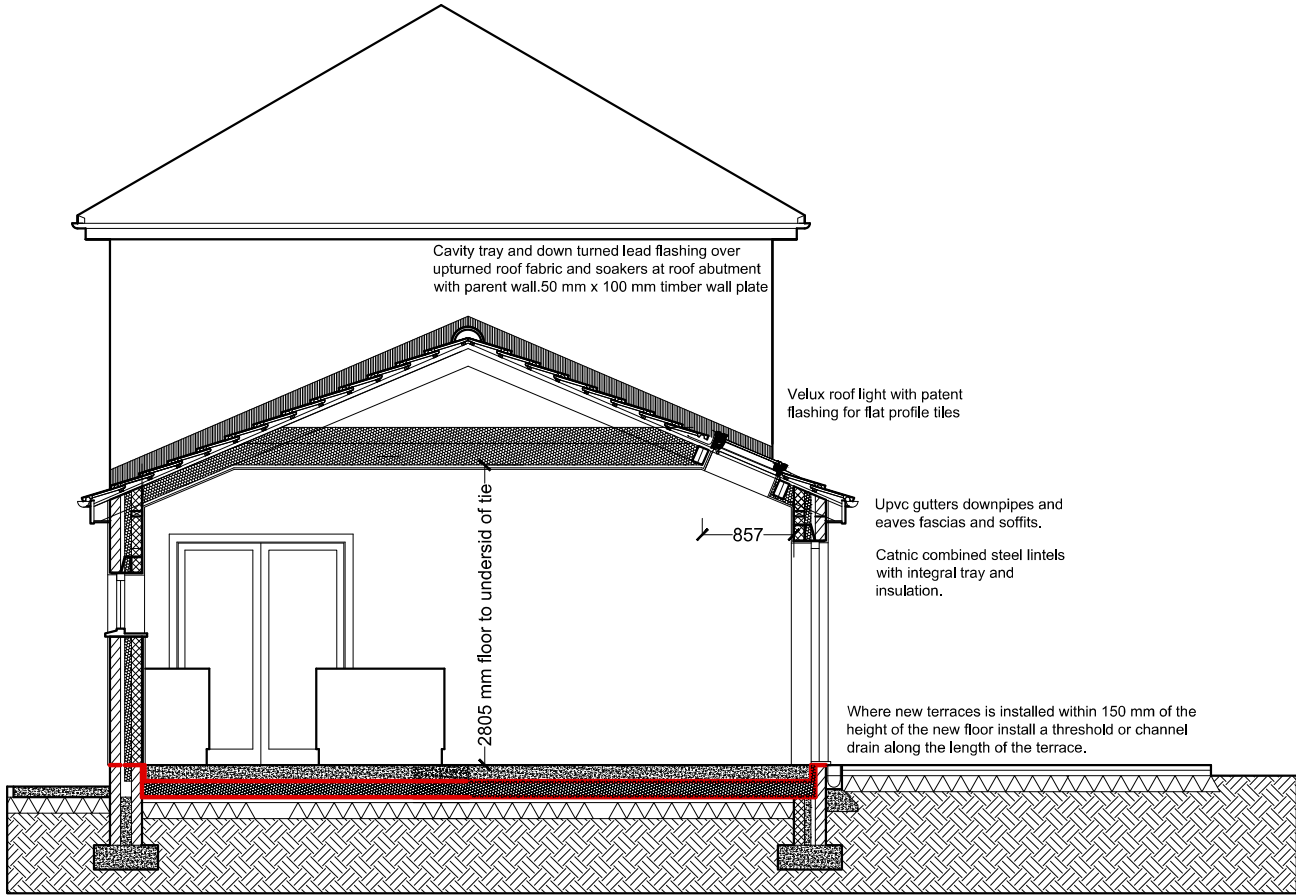 Cavity tray and down turned lead flashing over
upturned roof fabric and soakers at roof abutment
with parent wall.50 mm x 100 mm timber wall plate
Velux roof light with patent
flashing for flat profile tiles
2805 mm floor to undersid of tie
857
Upvc gutters downpipes and
eaves fascias and soffits.
Catnic combined steel lintels
with integral tray and
insulation.
Where new terraces is installed within 150 mm of the
height of the new floor install a threshold or channel
drain along the length of the terrace.